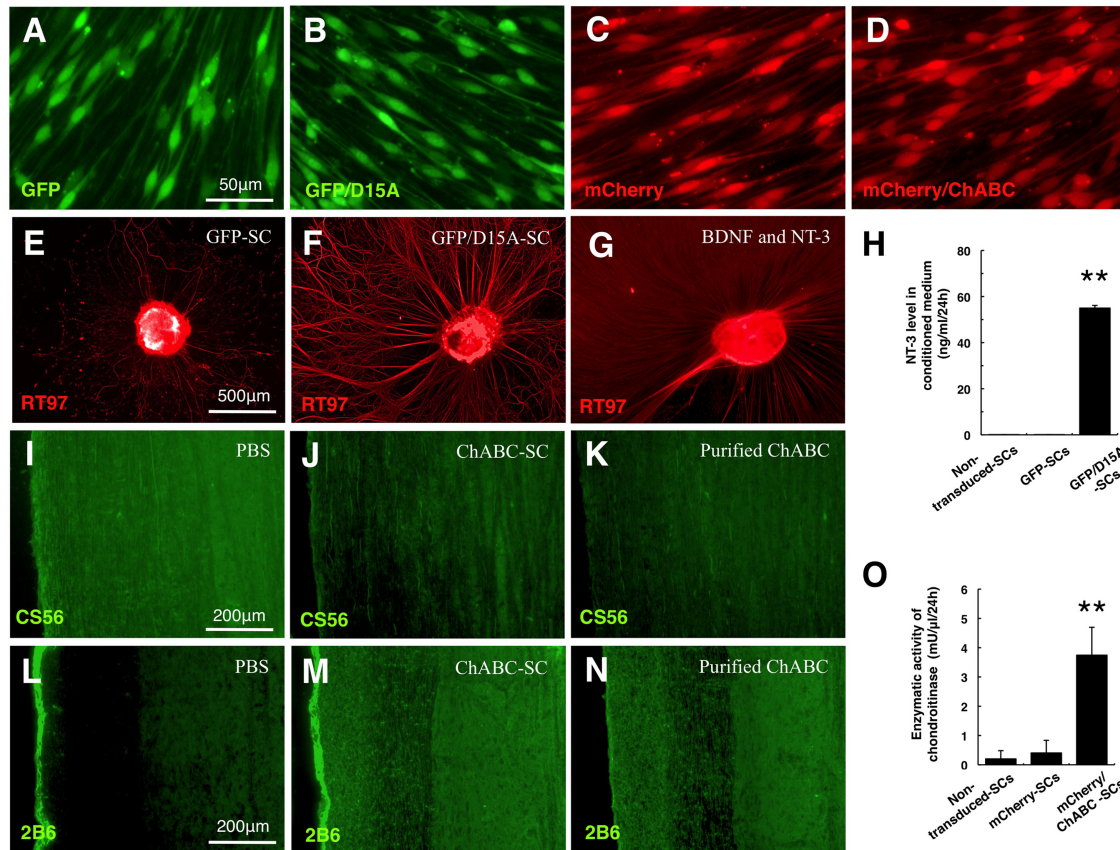 A
GFP
50µm
B
GFP/D15A
C
mCherry
D
mCherry/ChABC
E
GFP-SC
RT97
500µm
F
GFP/D15A-SC
RT97
G
BDNF and NT-3
RT97
H
NT-3 level in
conditioned medium
(ng/ml/24h)
80
60
40
20
0
**
Non-
transduced-SCs
GFP-SCs
GFP/D15A
-SCs
I
PBS
CS56
200µm
J
ChABC-SC
CS56
K
Purified ChABC
CS56
L
PBS
2B6
200µm
M
ChABC-SC
2B6
N
Purified ChABC
2B6
O
Enzymatic activity of
chondroitinase (mU/µl/24h)
6
5
4
3
2
1
0
**
Non-
transduced-SCs
mCherry-SCs
mCherry/
ChABC -SCs